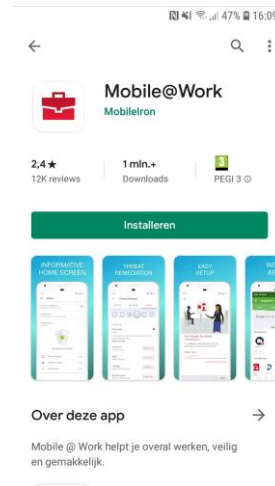 47% 16:09
Mobile@Work
MobileIron
2,4★ 1 mln.+ 3
12K reviews Downloads PEGI 3
Installeren
INFORMATIVE
HOME SCREEN
THREAT
REMEDIATION
EASY
SETUP
Over deze app
Mobile @ Work helpt je overal werken, veilig
en gemakkelijk.